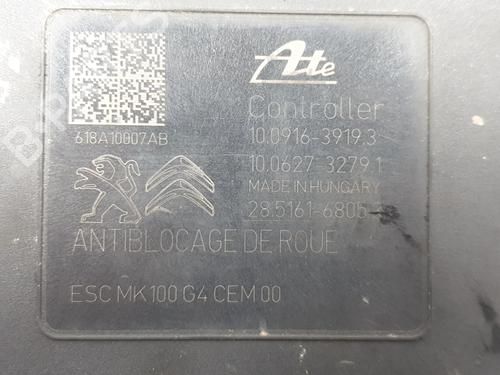 Ate
Controller
10.0916-3919.3
10.0627-3279.1
MADE IN HUNGARY
28.5161-6805
618A10007AB
ANTIBLOCAGE DE ROUE
ESC MK100 G4 CEM 00